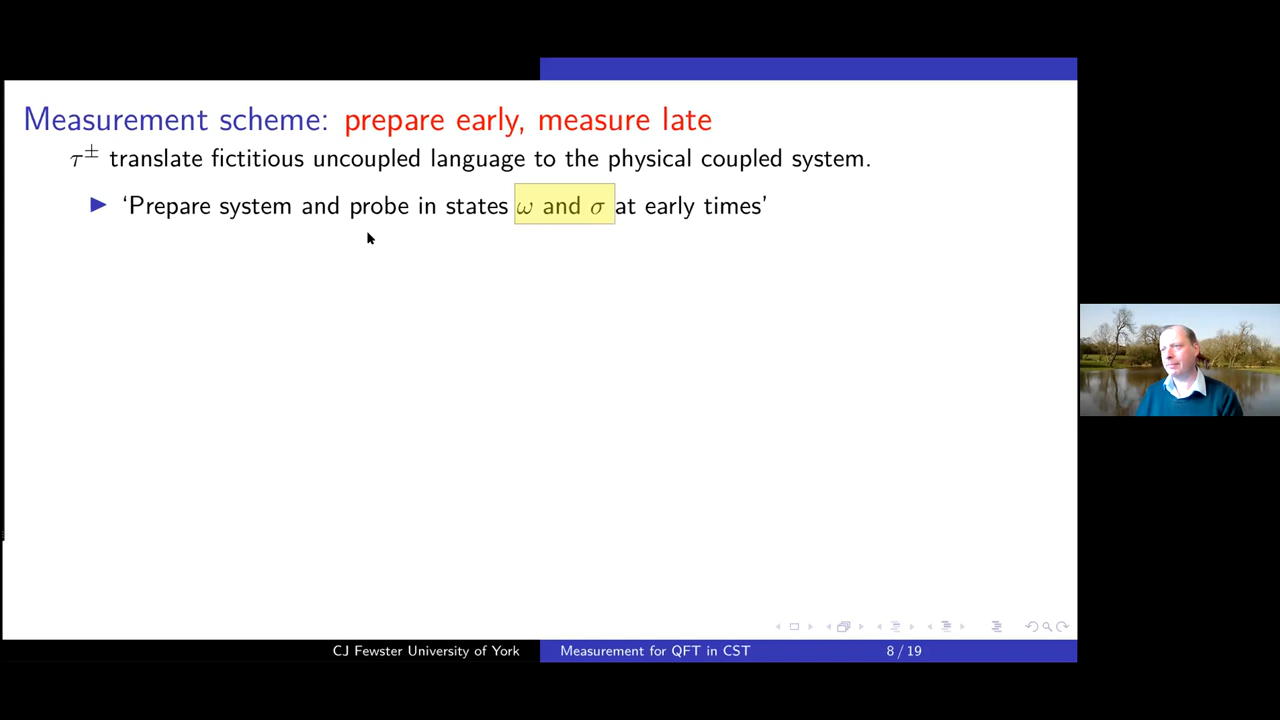 Measurement scheme: prepare early, measure late
τ± translate fictitious uncoupled language to the physical coupled system.
‘Prepare system and probe in states ω and σ at early times’
CJ Fewster University of York
Measurement for QFT in CST
8 / 19